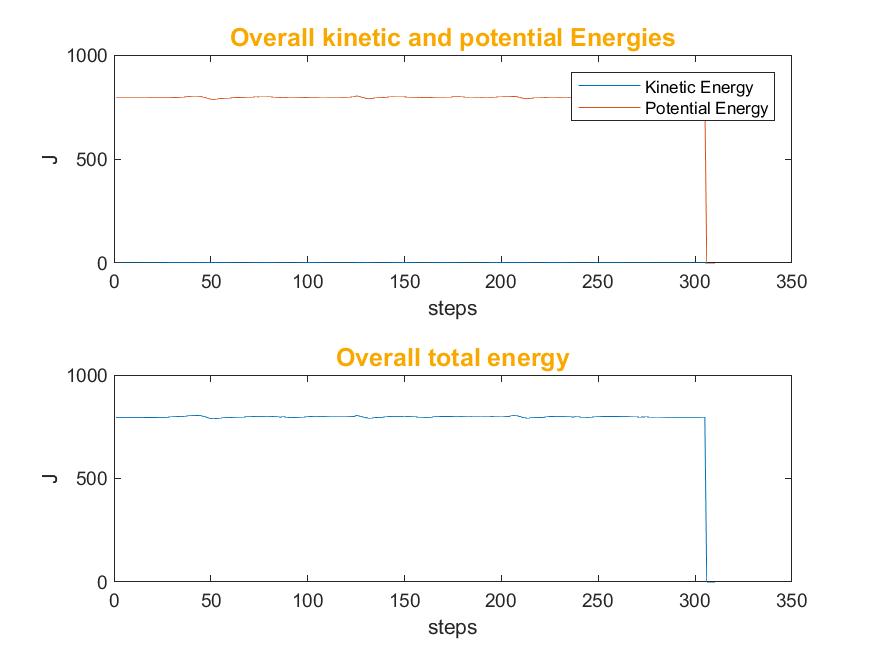 Overall kinetic and potential Energies
1000
500
0
J
Kinetic Energy
Potential Energy
0 50 100 150 200 250 300 350
steps
Overall total energy
1000
500
0
J
0 50 100 150 200 250 300 350
steps